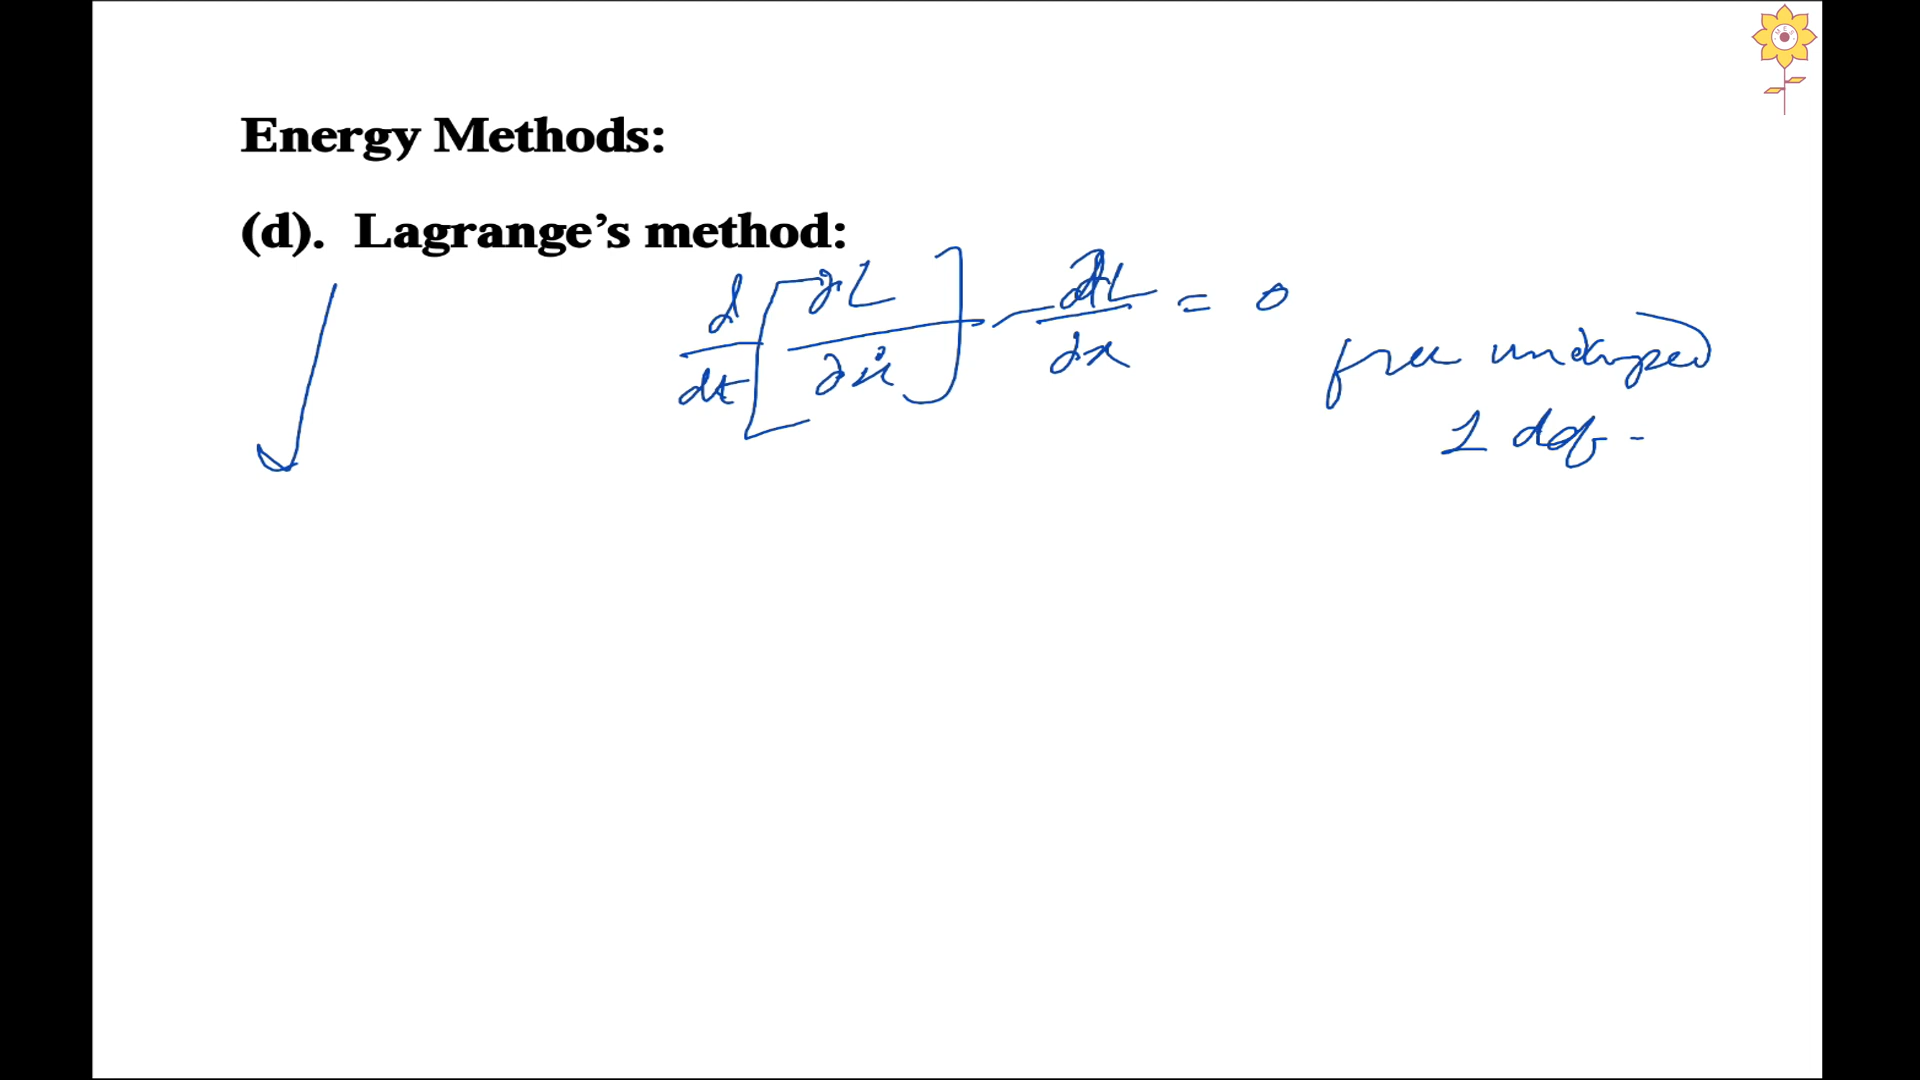 Energy Methods:
(d). Lagrange’s method:
d/dt [∂L/∂ẋ] - ∂L/∂x = 0
free undamped
1 dof -